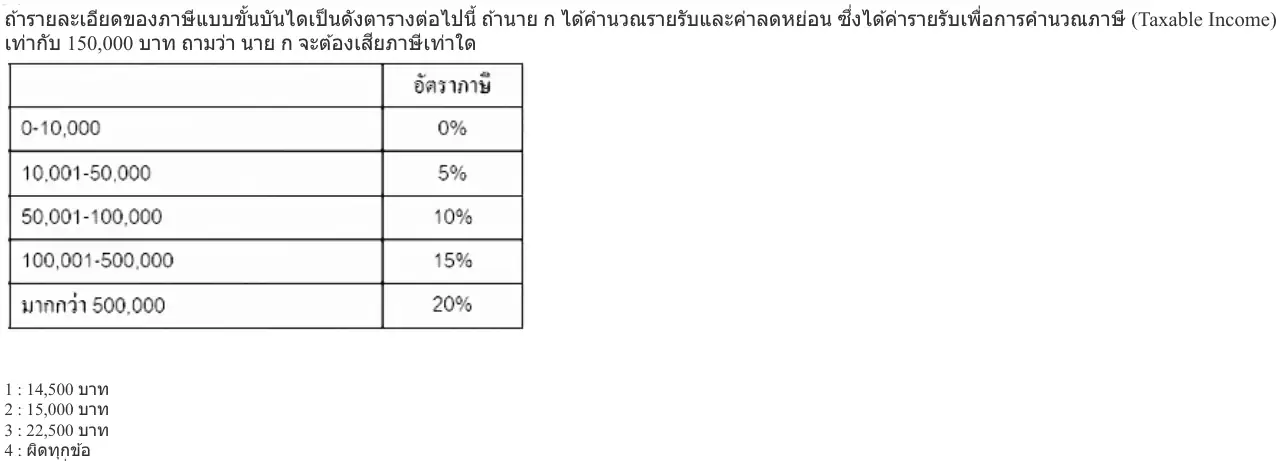 ถ้ารายละเอียดของภาษีแบบขั้นบันไดเป็นดังตารางต่อไปนี้ ถ้านาย ก ได้คำนวณรายรับและค่าลดหย่อน ซึ่งได้ค่ารายรับเพื่อการคำนวณภาษี (Taxable Income)
เท่ากับ 150,000 บาท ถามว่า นาย ก จะต้องเสียภาษีเท่าใด
อัตราภาษี
0-10,000 0%
10,001-50,000 5%
50,001-100,000 10%
100,001-500,000 15%
มากกว่า 500,000 20%
1 : 14,500 บาท
2 : 15,000 บาท
3 : 22,500 บาท
4 : ผิดทุกข้อ